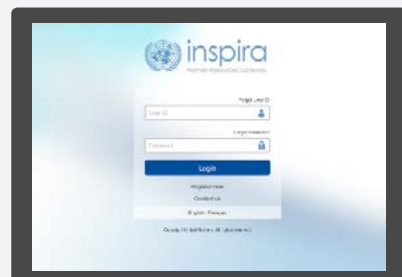 inspira
Human Resources Gateway
Forgot User ID
User ID
Forgot Password
Password
Login
Register now
Contact us
English Français